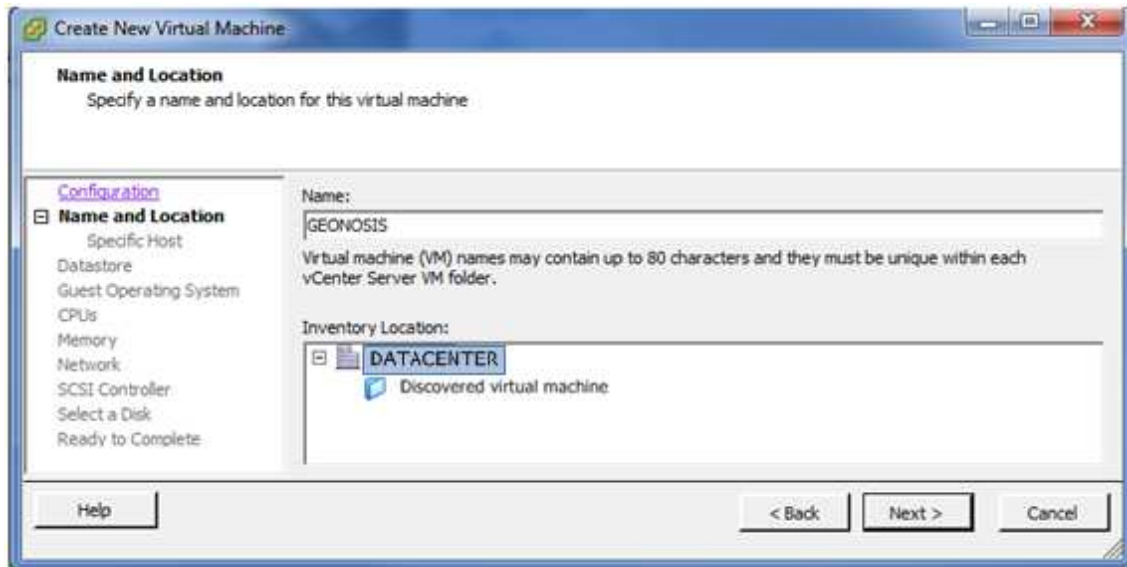 Create New Virtual Machine
Name and Location
Specify a name and location for this virtual machine
Configuration
Name and Location
Specific Host
Datastore
Guest Operating System
CPUs
Memory
Network
SCSI Controller
Select a Disk
Ready to Complete
Name:
GEONOSIS
Virtual machine (VM) names may contain up to 80 characters and they must be unique within each
vCenter Server VM folder.
Inventory Location:
DATACENTER
Discovered virtual machine
Help
< Back
Next >
Cancel